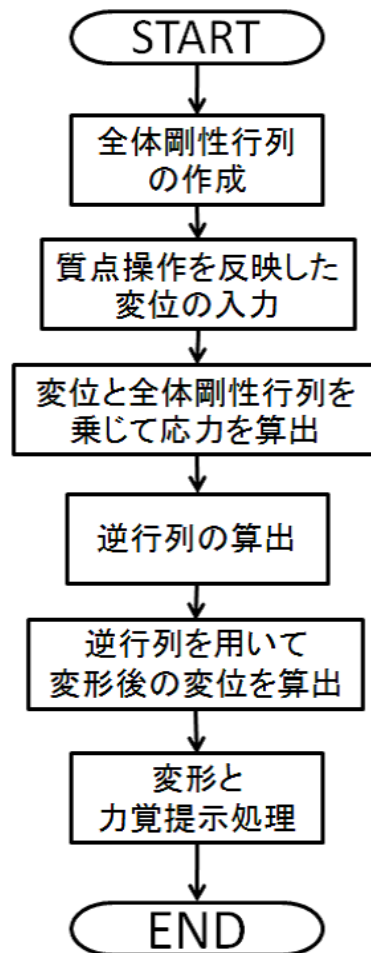 START
全体剛性行列
の作成
質点操作を反映した
変位の入力
変位と全体剛性行列を
乗じて応力を算出
逆行列の算出
逆行列を用いて
変形後の変位を算出
変形と
力覚提示処理
END